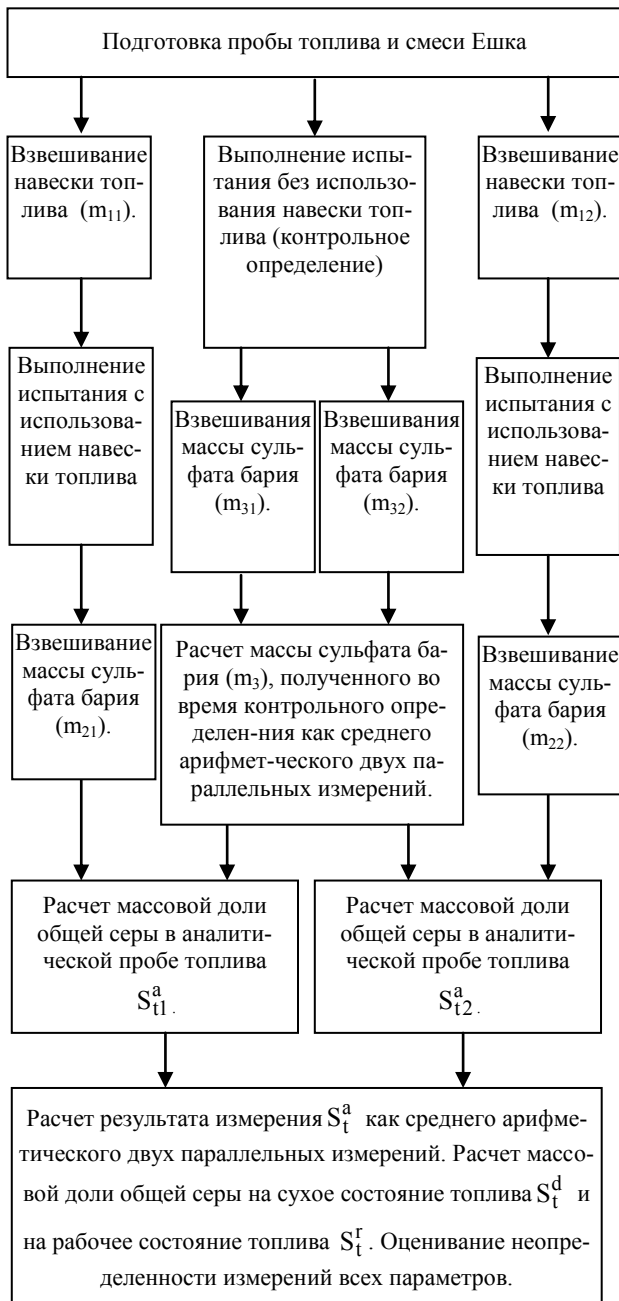 Подготовка пробы топлива и смеси Ешка
Взвешивание
навески топ-
лива (m₁₁).
Выполнение испы-
тания без использо-
вания навески топ-
лива (контрольное
определение)
Взвешивание
навески топ-
лива (m₁₂).
Выполнение
испытания с
использова-
нием навес-
ки топлива
Взвешивания
массы суль-
фата бария
(m₃₁).
Взвешивания
массы суль-
фата бария
(m₃₂).
Выполнение
испытания с
использова-
нием навес-
ки топлива
Взвешивание
массы суль-
фата бария
(m₂₁).
Расчет массы сульфата ба-
рия (m₃), полученного во
время контрольного опре-
делен-ния как среднего
арифмет-ческого двух па-
раллельных измерений.
Взвешивание
массы суль-
фата бария
(m₂₂).
Расчет массовой доли
общей серы в аналити-
ческой пробе топлива
S_{t1}^{a}.
Расчет массовой доли
общей серы в аналити-
ческой пробе топлива
S_{t2}^{a}.
Расчет результата измерения S_{t}^{a} как среднего арифме-
тического двух параллельных измерений. Расчет массо-
вой доли общей серы на сухое состояние топлива S_{t}^{d} и
на рабочее состояние топлива S_{t}^{r}. Оценивание неопре-
деленности измерений всех параметров.